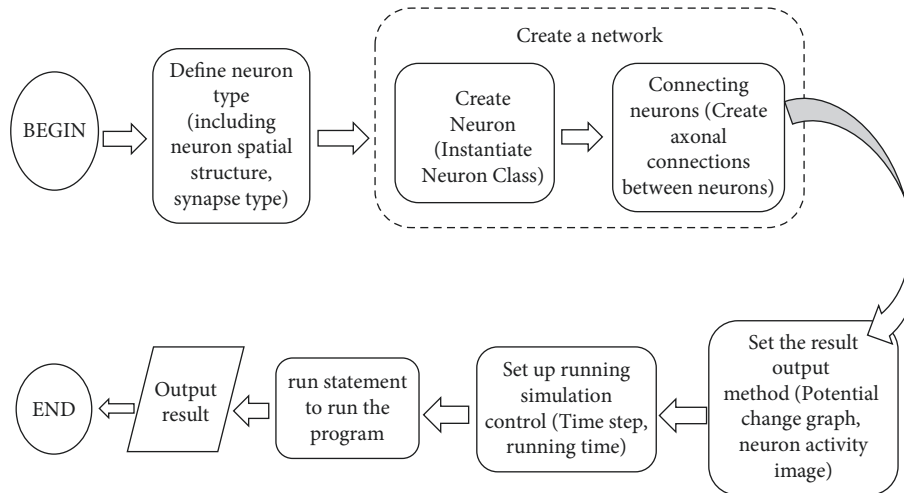 BEGIN
Define neuron
type
(including
neuron spatial
structure,
synapse type)
Create a network
Create
Neuron
(Instantiate
Neuron Class)
Connecting
neurons (Create
axonal
connections
between neurons)
Set the result
output
method (Potential
change graph,
neuron activity
image)
Set up running
simulation
control (Time step,
running time)
run statement
to run the
program
Output
result
END